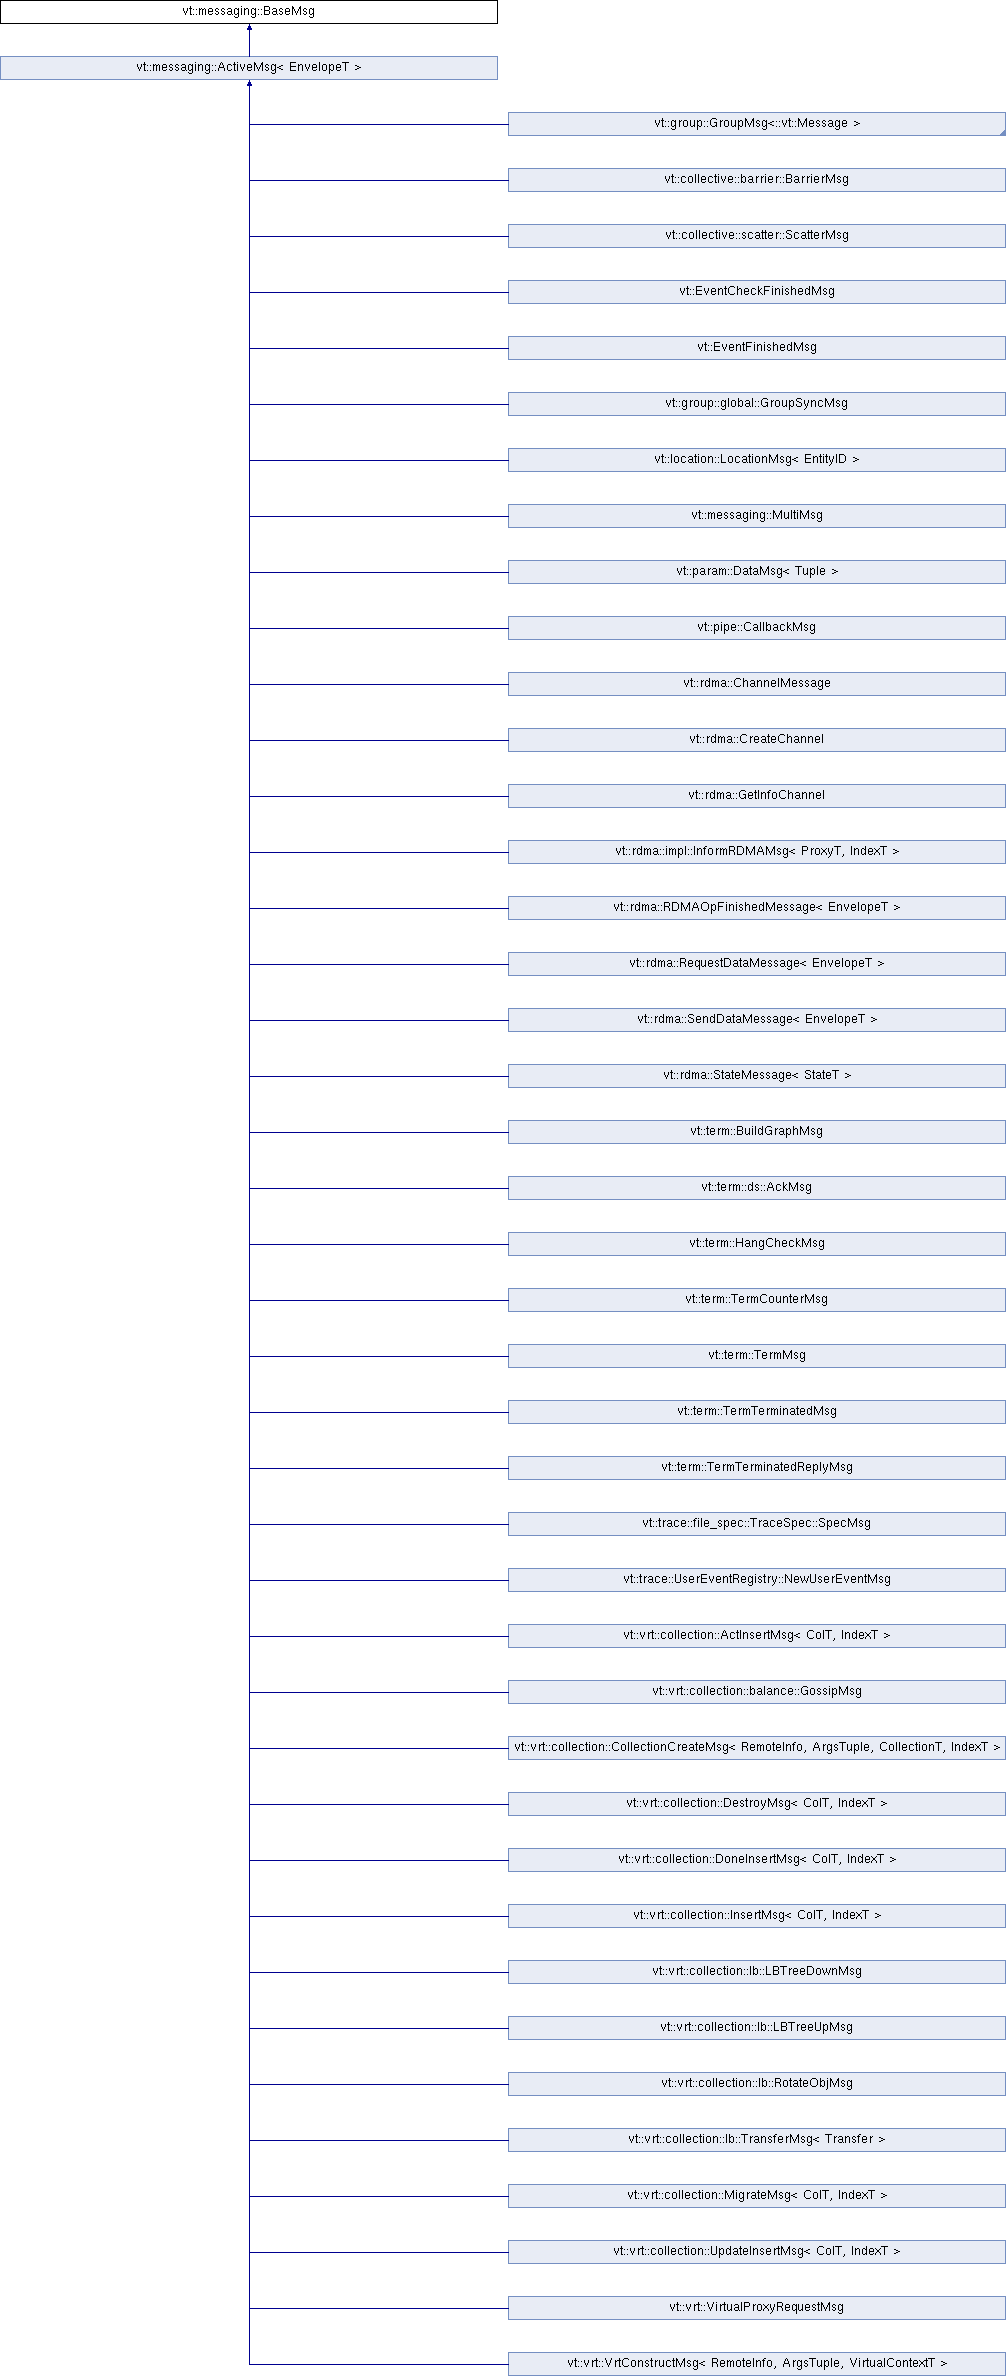 vt::messaging::BaseMsg
vt::messaging::ActiveMsg< EnvelopeT >
vt::group::GroupMsg<::vt::Message >
vt::collective::barrier::BarrierMsg
vt::collective::scatter::ScatterMsg
vt::EventCheckFinishedMsg
vt::EventFinishedMsg
vt::group::global::GroupSyncMsg
vt::location::LocationMsg< EntityID >
vt::messaging::MultiMsg
vt::param::DataMsg< Tuple >
vt::pipe::CallbackMsg
vt::rdma::ChannelMessage
vt::rdma::CreateChannel
vt::rdma::GetInfoChannel
vt::rdma::impl::InformRDMAMsg< ProxyT, IndexT >
vt::rdma::RDMAOpFinishedMessage< EnvelopeT >
vt::rdma::RequestDataMessage< EnvelopeT >
vt::rdma::SendDataMessage< EnvelopeT >
vt::rdma::StateMessage< StateT >
vt::term::BuildGraphMsg
vt::term::ds::AckMsg
vt::term::HangCheckMsg
vt::term::TermCounterMsg
vt::term::TermMsg
vt::term::TermTerminatedMsg
vt::term::TermTerminatedReplyMsg
vt::trace::file_spec::TraceSpec::SpecMsg
vt::trace::UserEventRegistry::NewUserEventMsg
vt::vrt::collection::ActInsertMsg< ColT, IndexT >
vt::vrt::collection::balance::GossipMsg
vt::vrt::collection::CollectionCreateMsg< RemoteInfo, ArgsTuple, CollectionT, IndexT >
vt::vrt::collection::DestroyMsg< ColT, IndexT >
vt::vrt::collection::DoneInsertMsg< ColT, IndexT >
vt::vrt::collection::InsertMsg< ColT, IndexT >
vt::vrt::collection::lb::LBTreeDownMsg
vt::vrt::collection::lb::LBTreeUpMsg
vt::vrt::collection::lb::RotateObjMsg
vt::vrt::collection::lb::TransferMsg< Transfer >
vt::vrt::collection::MigrateMsg< ColT, IndexT >
vt::vrt::collection::UpdateInsertMsg< ColT, IndexT >
vt::vrt::VirtualProxyRequestMsg
vt::vrt::VrtConstructMsg< RemoteInfo, ArgsTuple, VirtualContextT >